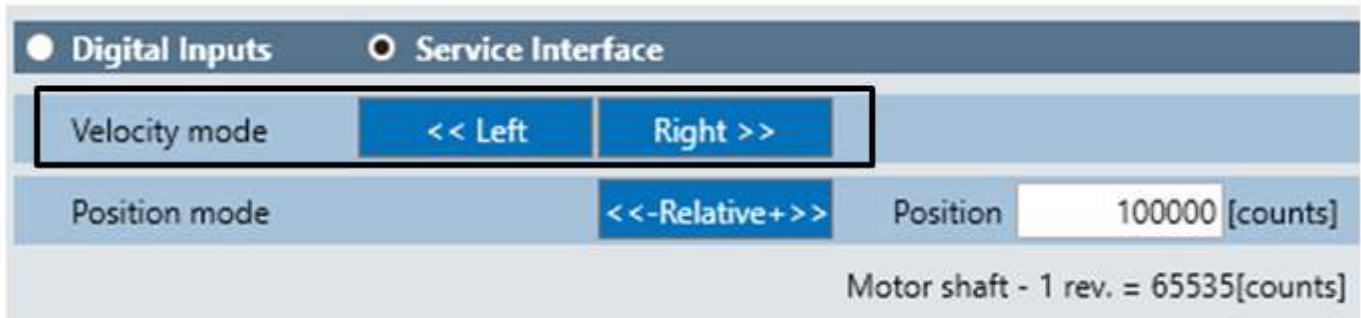 Digital Inputs Service Interface
Velocity mode << Left Right >>
Position mode <<-Relative+>> Position 100000 [counts]
Motor shaft - 1 rev. = 65535[counts]